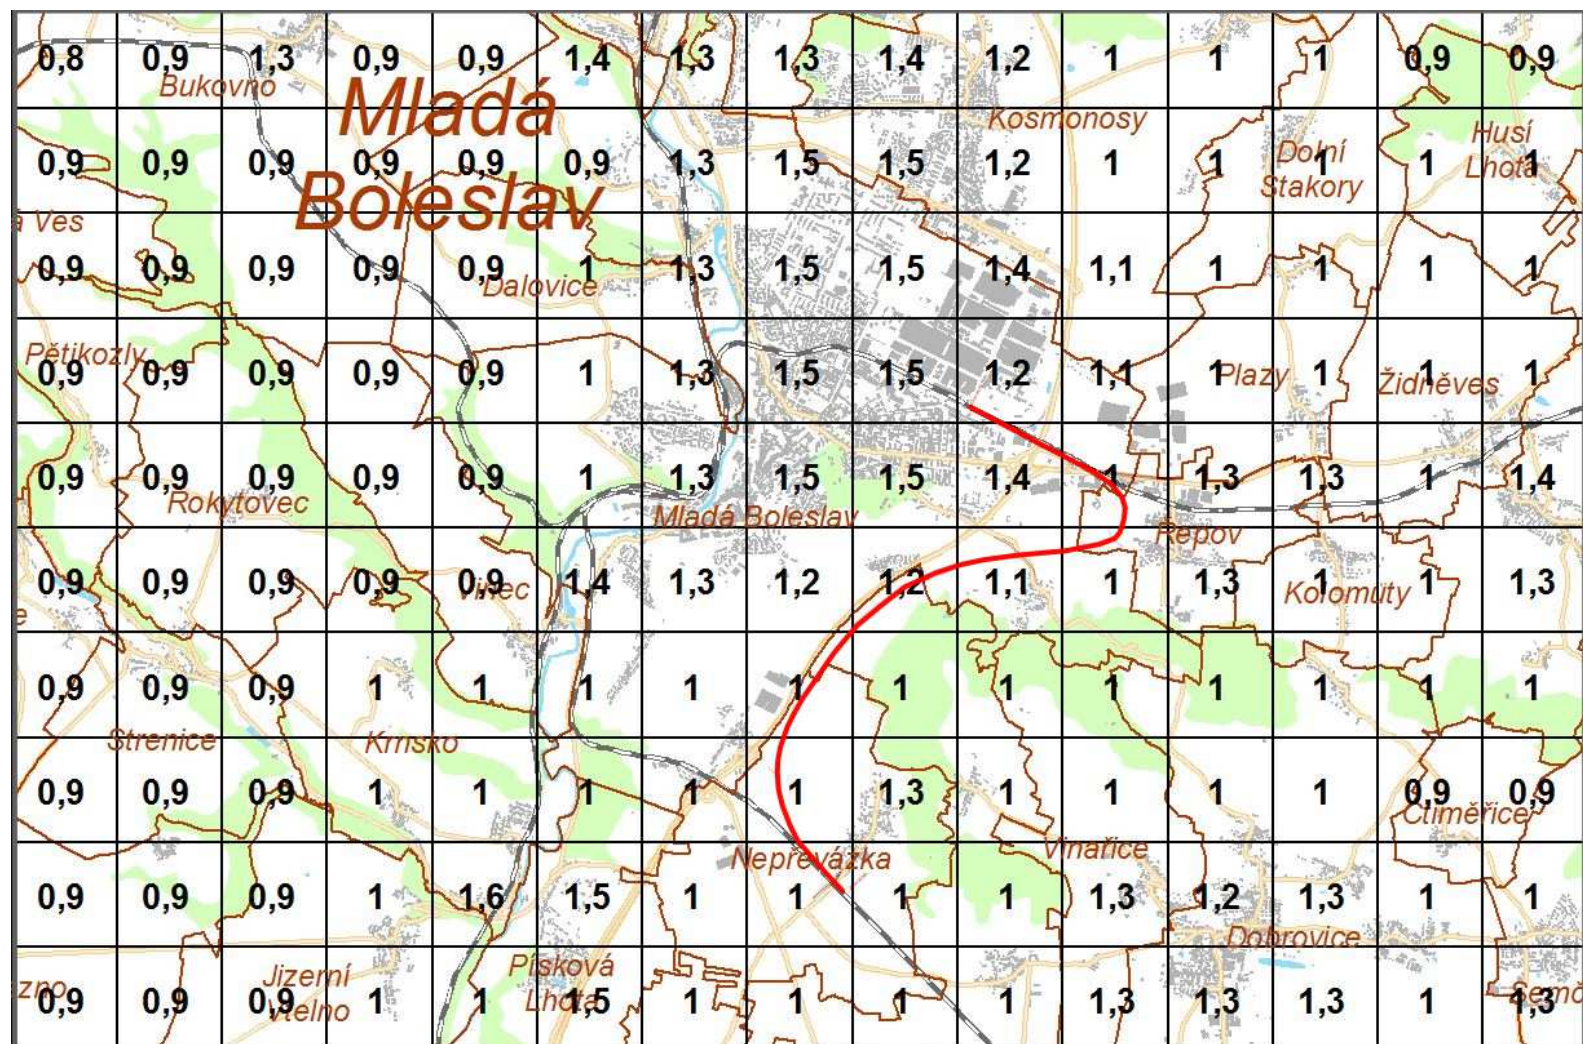 0,8 0,9 1,3 0,9 0,9 1,4 1,3 1,3 1,4 1,2 1 1 1 0,9 0,9
Bukovno
Mladá
Boleslav
Kosmonosy
Husí
Lhota
Dolní
Stakory
0,9 0,9 0,9 0,9 0,9 0,9 1,3 1,5 1,5 1,2 1 1 1 1 1
á Ves
0,9 0,9 0,9 0,9 0,9 1 1,3 1,5 1,5 1,4 1,1 1 1 1 1
Dalovice
Pětikozly
0,9 0,9 0,9 0,9 0,9 1 1,3 1,5 1,5 1,2 1,1 1 1 1 1
Plazy
Židněves
0,9 0,9 0,9 0,9 0,9 1 1,3 1,5 1,5 1,4 1 1,3 1,3 1 1,4
Rokytovec
Mladá Boleslav
Řepov
0,9 0,9 0,9 0,9 0,9 1,4 1,3 1,2 1,2 1,1 1 1,3 1 1 1,3
Vinec
Kolomuty
e
0,9 0,9 0,9 1 1 1 1 1 1 1 1 1 1 1 1
Strenice
Krnsko
0,9 0,9 0,9 1 1 1 1 1 1,3 1 1 1 1 0,9 0,9
Ctiměřice
Nepřevázka
Vinařice
0,9 0,9 0,9 1 1,6 1,5 1 1 1 1 1,3 1,2 1,3 1 1
Dobrovice
Písková
Lhota
Jizerní
Vtelno
zno
Semč
0,9 0,9 0,9 1 1 1,5 1 1 1 1 1,3 1,3 1,3 1 1,3